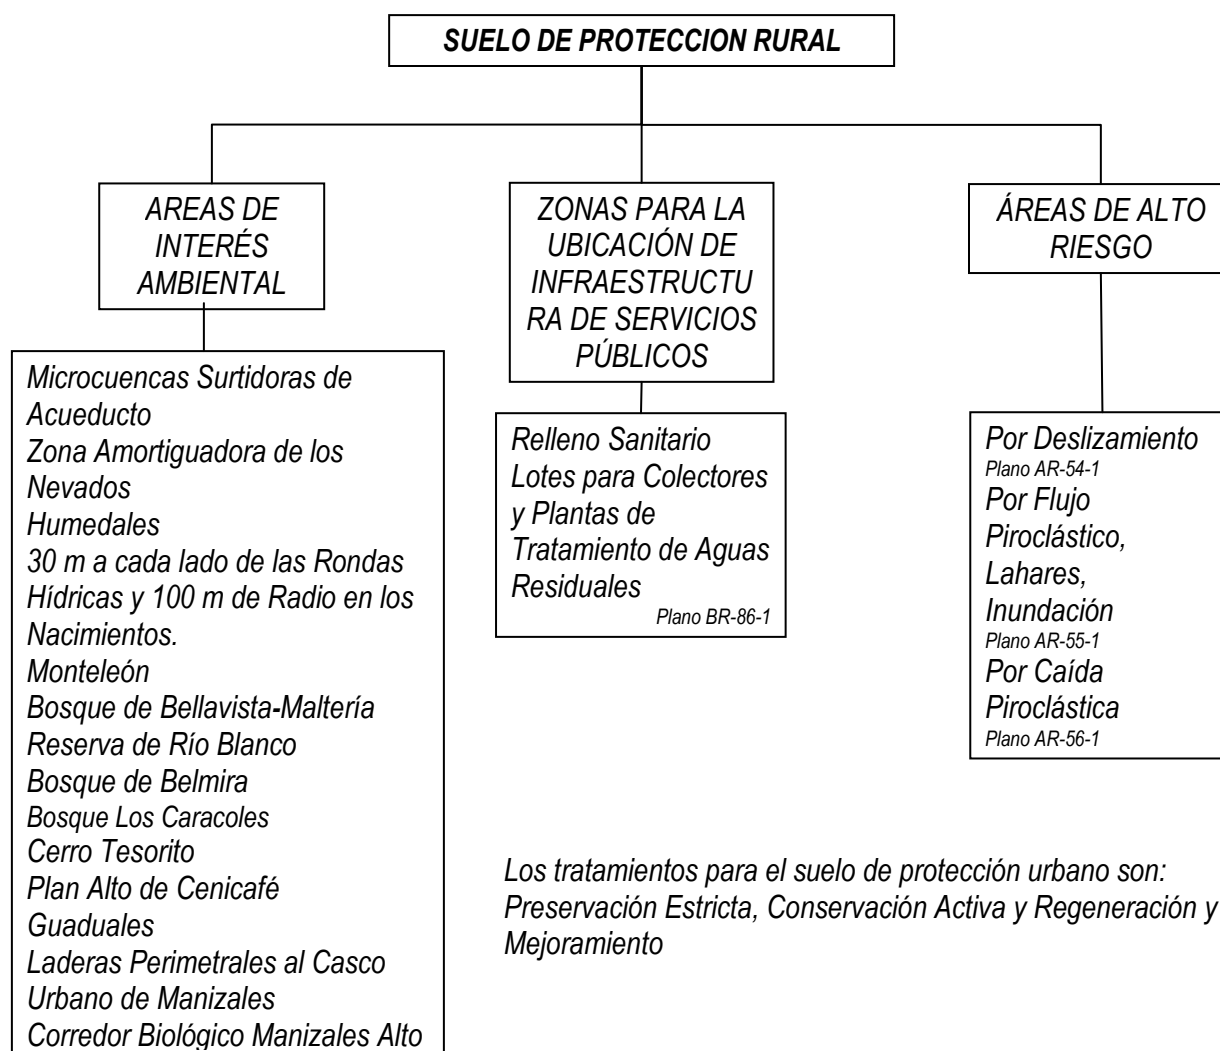 SUELO DE PROTECCION RURAL
AREAS DE
INTERÉS
AMBIENTAL
Microcuencas Surtidoras de
Acueducto
Zona Amortiguadora de los
Nevados
Humedales
30 m a cada lado de las Rondas
Hídricas y 100 m de Radio en los
Nacimientos.
Monteleón
Bosque de Bellavista-Maltería
Reserva de Río Blanco
Bosque de Belmira
Bosque Los Caracoles
Cerro Tesorito
Plan Alto de Cenicafé
Guaduales
Laderas Perimetrales al Casco
Urbano de Manizales
Corredor Biológico Manizales Alto
ZONAS PARA LA
UBICACIÓN DE
INFRAESTRUCTU
RA DE SERVICIOS
PÚBLICOS
Relleno Sanitario
Lotes para Colectores
y Plantas de
Tratamiento de Aguas
Residuales
Plano BR-86-1
ÁREAS DE ALTO
RIESGO
Por Deslizamiento
Plano AR-54-1
Por Flujo
Piroclástico,
Lahares,
Inundación
Plano AR-55-1
Por Caída
Piroclástica
Plano AR-56-1
Los tratamientos para el suelo de protección urbano son:
Preservación Estricta, Conservación Activa y Regeneración y
Mejoramiento